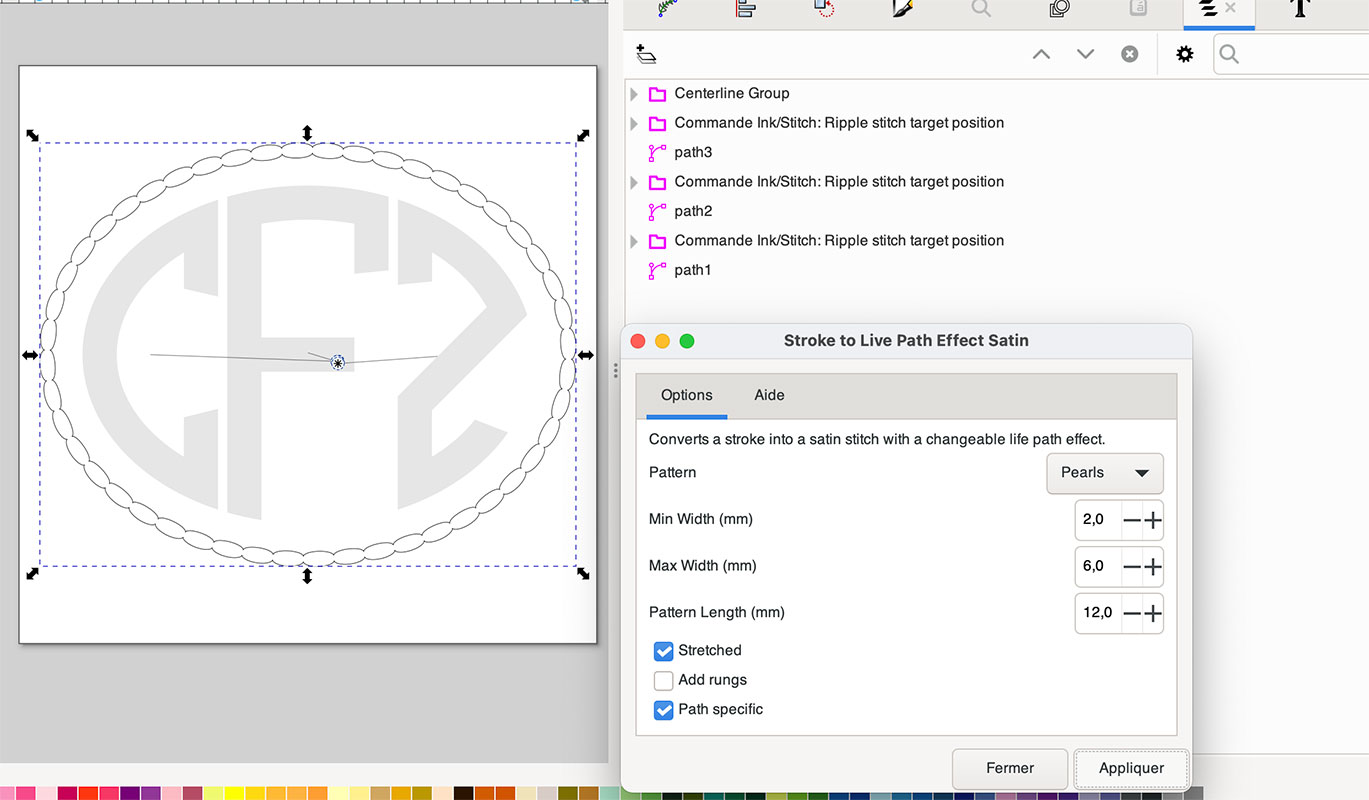 Centerline Group
Commande Ink/Stitch: Ripple stitch target position
path3
Commande Ink/Stitch: Ripple stitch target position
path2
Commande Ink/Stitch: Ripple stitch target position
path1
Stroke to Live Path Effect Satin
Options Aide
Converts a stroke into a satin stitch with a changeable life path effect.
Pattern Pearls
Min Width (mm) 2,0
Max Width (mm) 6,0
Pattern Length (mm) 12,0
Stretched
Add rungs
Path specific
Fermer Appliquer